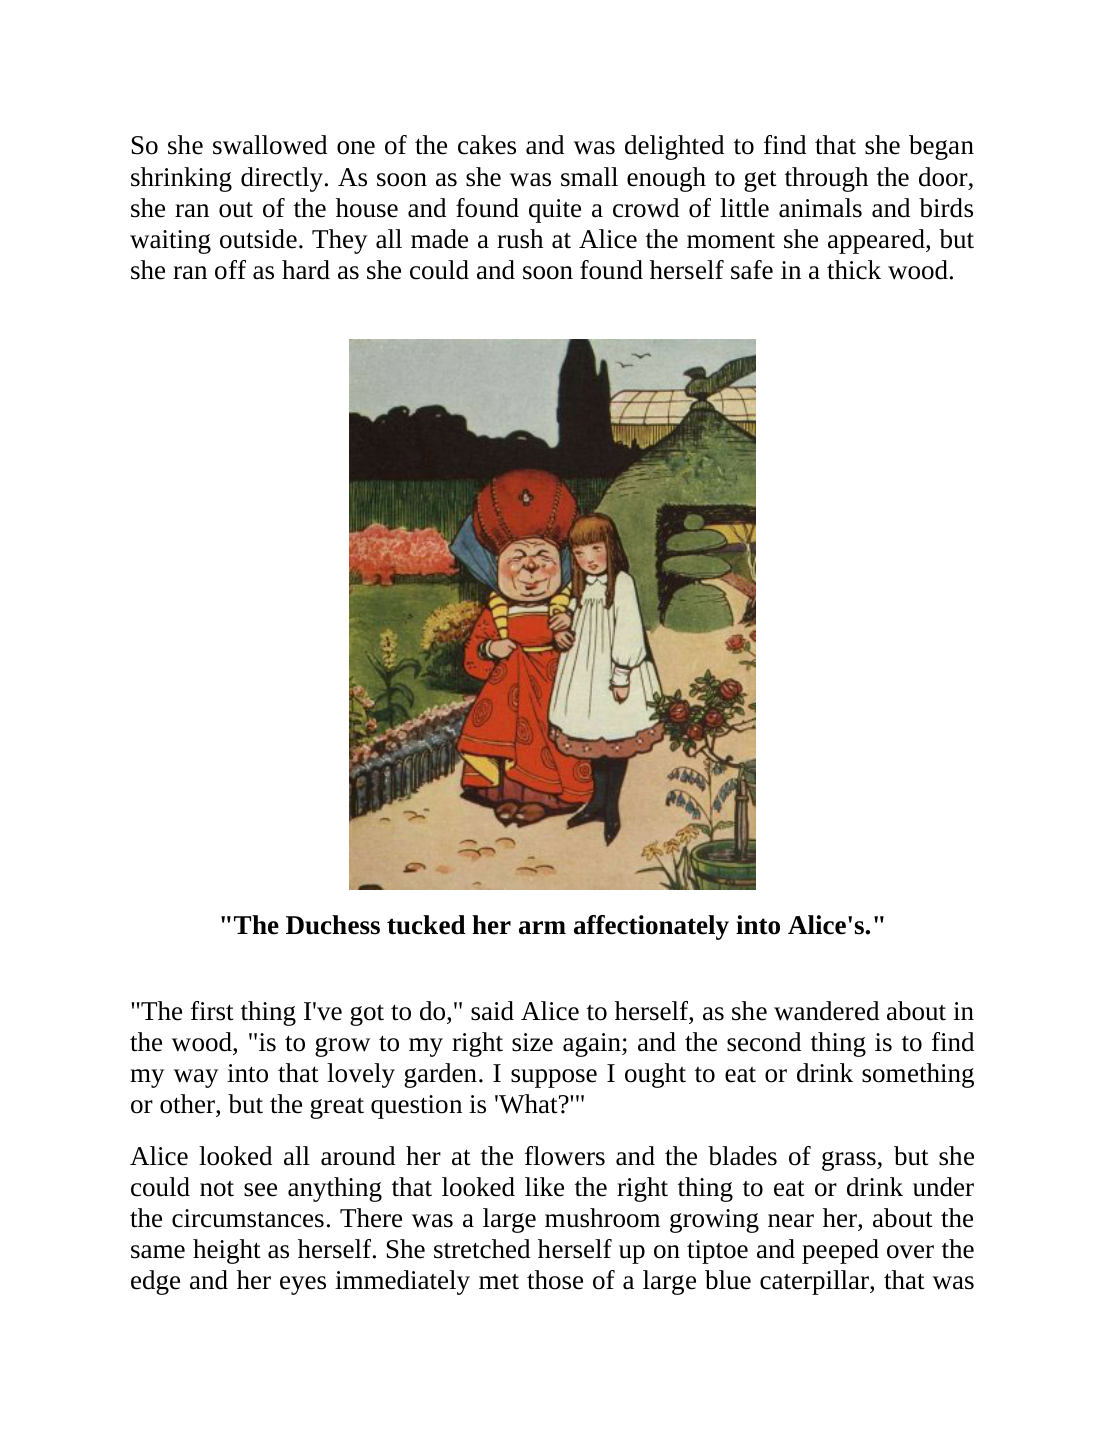 So she swallowed one of the cakes and was delighted to find that she began
shrinking directly. As soon as she was small enough to get through the door,
she ran out of the house and found quite a crowd of little animals and birds
waiting outside. They all made a rush at Alice the moment she appeared, but
she ran off as hard as she could and soon found herself safe in a thick wood.
"The Duchess tucked her arm affectionately into Alice's."
"The first thing I've got to do," said Alice to herself, as she wandered about in
the wood, "is to grow to my right size again; and the second thing is to find
my way into that lovely garden. I suppose I ought to eat or drink something
or other, but the great question is 'What?'"
Alice looked all around her at the flowers and the blades of grass, but she
could not see anything that looked like the right thing to eat or drink under
the circumstances. There was a large mushroom growing near her, about the
same height as herself. She stretched herself up on tiptoe and peeped over the
edge and her eyes immediately met those of a large blue caterpillar, that was